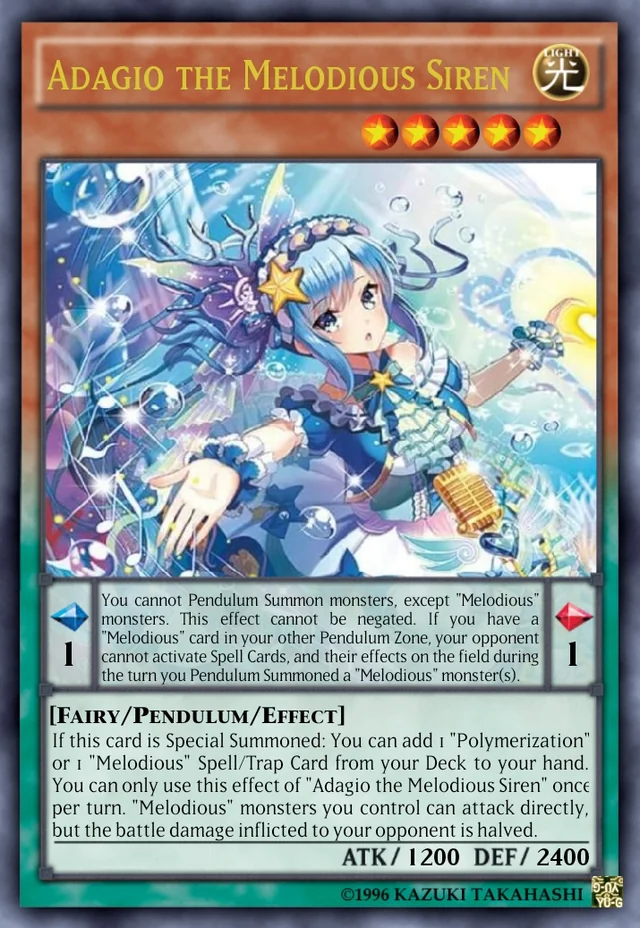 Adagio the Melodious Siren
LIGHT
光
You cannot Pendulum Summon monsters, except "Melodious"
monsters. This effect cannot be negated. If you have a
"Melodious" card in your other Pendulum Zone, your opponent
cannot activate Spell Cards, and their effects on the field during
the turn you Pendulum Summoned a "Melodious" monster(s).
1
1
[Fairy/Pendulum/Effect]
If this card is Special Summoned: You can add 1 "Polymerization"
or 1 "Melodious" Spell/Trap Card from your Deck to your hand.
You can only use this effect of "Adagio the Melodious Siren" once
per turn. "Melodious" monsters you control can attack directly,
but the battle damage inflicted to your opponent is halved.
ATK/ 1200 DEF/ 2400
©1996 KAZUKI TAKAHASHI